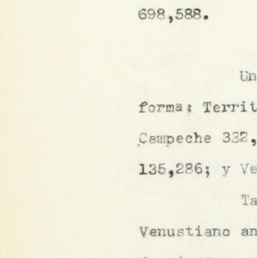 698,588.
Un
forma: Territ
Campeche 332,
135,286; y Ve
Ta
Venustiano an